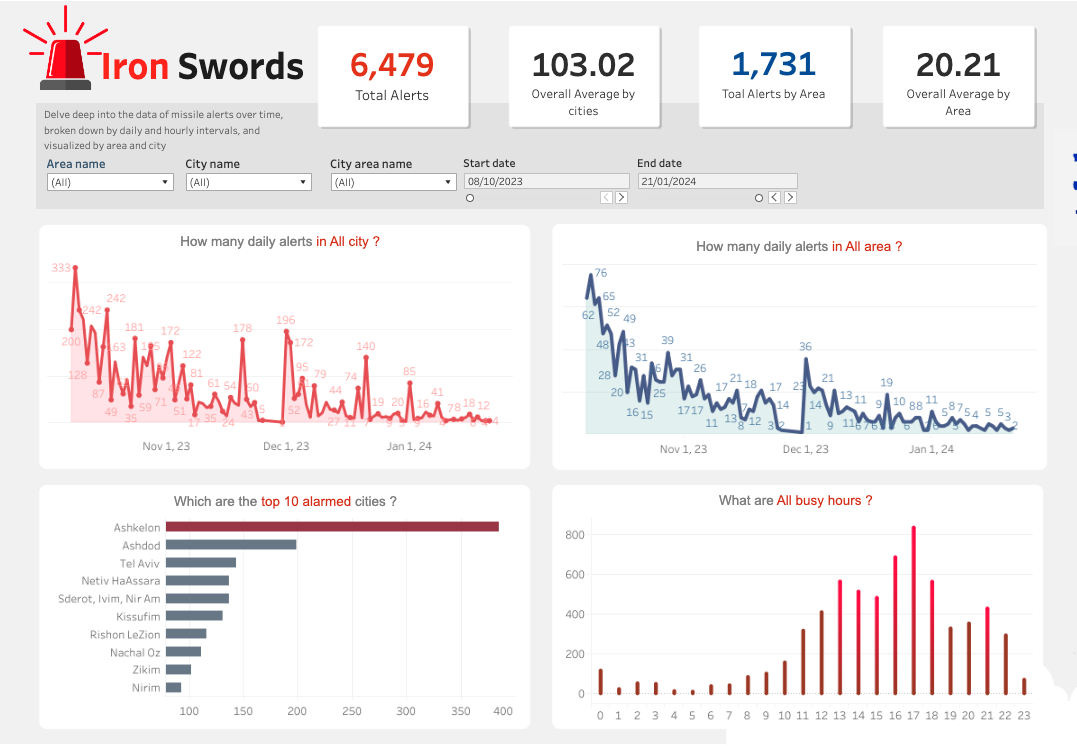 Iron Swords
6,479
Total Alerts
103.02
Overall Average by
cities
1,731
Toal Alerts by Area
20.21
Overall Average by
Area
Delve deep into the data of missile alerts over time,
broken down by daily and hourly intervals, and
visualized by area and city
Area name
City name
City area name
Start date
End date
(All)
(All)
(All)
08/10/2023
21/01/2024
How many daily alerts in All city ?
333
242
242
200
181
163
172
128
122
87
81
71
49
59
35
51
61
54
35
24
178
50
43
196
172
95
52
79
44
27
74
11
140
19
20
85
16
41
78
18
12
Nov 1, 23
Dec 1, 23
Jan 1, 24
How many daily alerts in All area ?
76
65
62
52
49
48
43
28
20
31
16
15
25
39
31
17
17
26
11
17
13
21
8
18
12
17
14
23
36
14
21
9
13
11
11
9
19
10
8
8
11
5
8
7
5
4
5
5
3
2
Nov 1, 23
Dec 1, 23
Jan 1, 24
Which are the top 10 alarmed cities ?
Ashkelon
Ashdod
Tel Aviv
Netiv HaAssara
Sderot, Ivim, Nir Am
Kissufim
Rishon LeZion
Nachal Oz
Zikim
Nirim
100 150 200 250 300 350 400
What are All busy hours ?
800
600
400
200
0
0 1 2 3 4 5 6 7 8 9 10 11 12 13 14 15 16 17 18 19 20 21 22 23